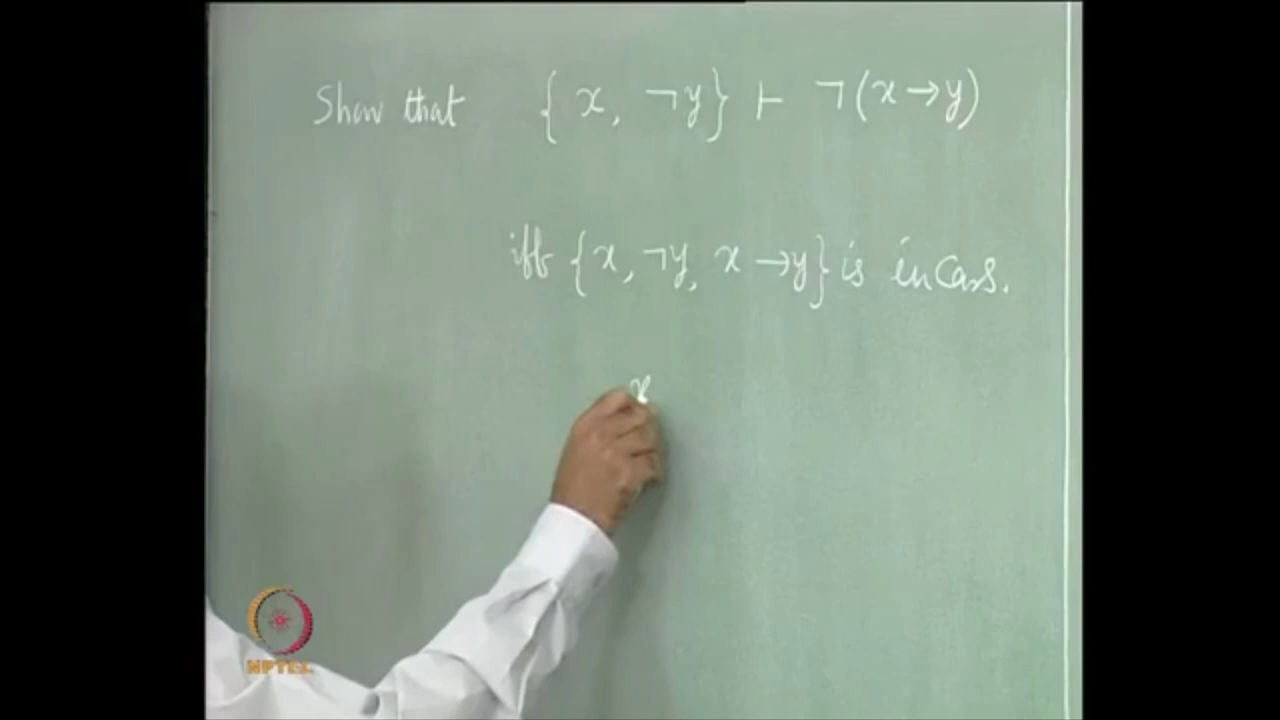 Show that { x, ¬y} ⊢ ¬(x→y)
iff {x, ¬y, x→y} is incons.
x
NPTEL